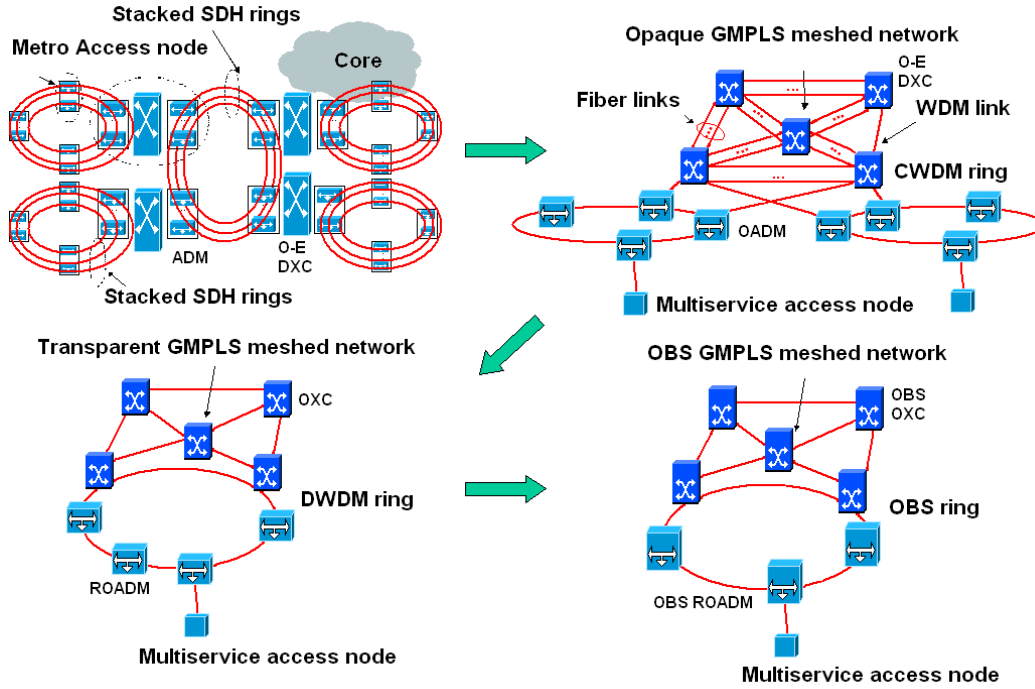 Stacked SDH rings
Metro Access node
Core
ADM
O-E
DXC
Stacked SDH rings
Opaque GMPLS meshed network
O-E
DXC
Fiber links
WDM link
CWDM ring
OADM
Multiservice access node
Transparent GMPLS meshed network
OXC
DWDM ring
ROADM
Multiservice access node
OBS GMPLS meshed network
OBS
OXC
OBS ring
OBS ROADM
Multiservice access node